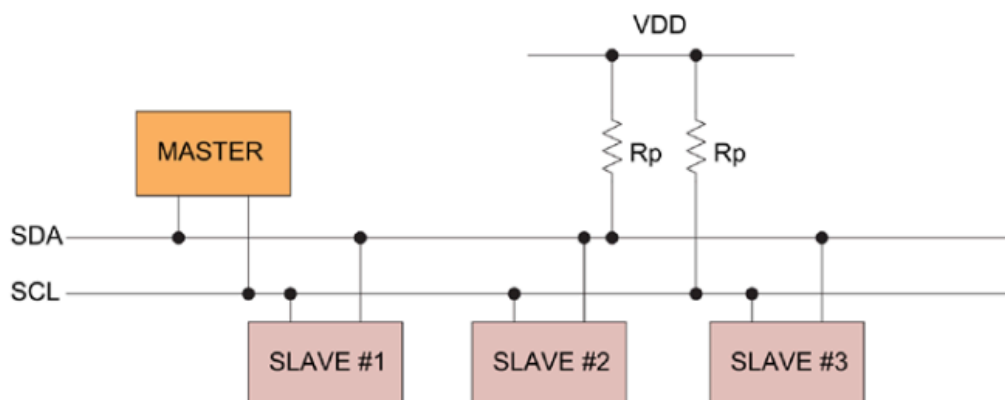 VDD
MASTER
Rp
Rp
SDA
SCL
SLAVE #1
SLAVE #2
SLAVE #3